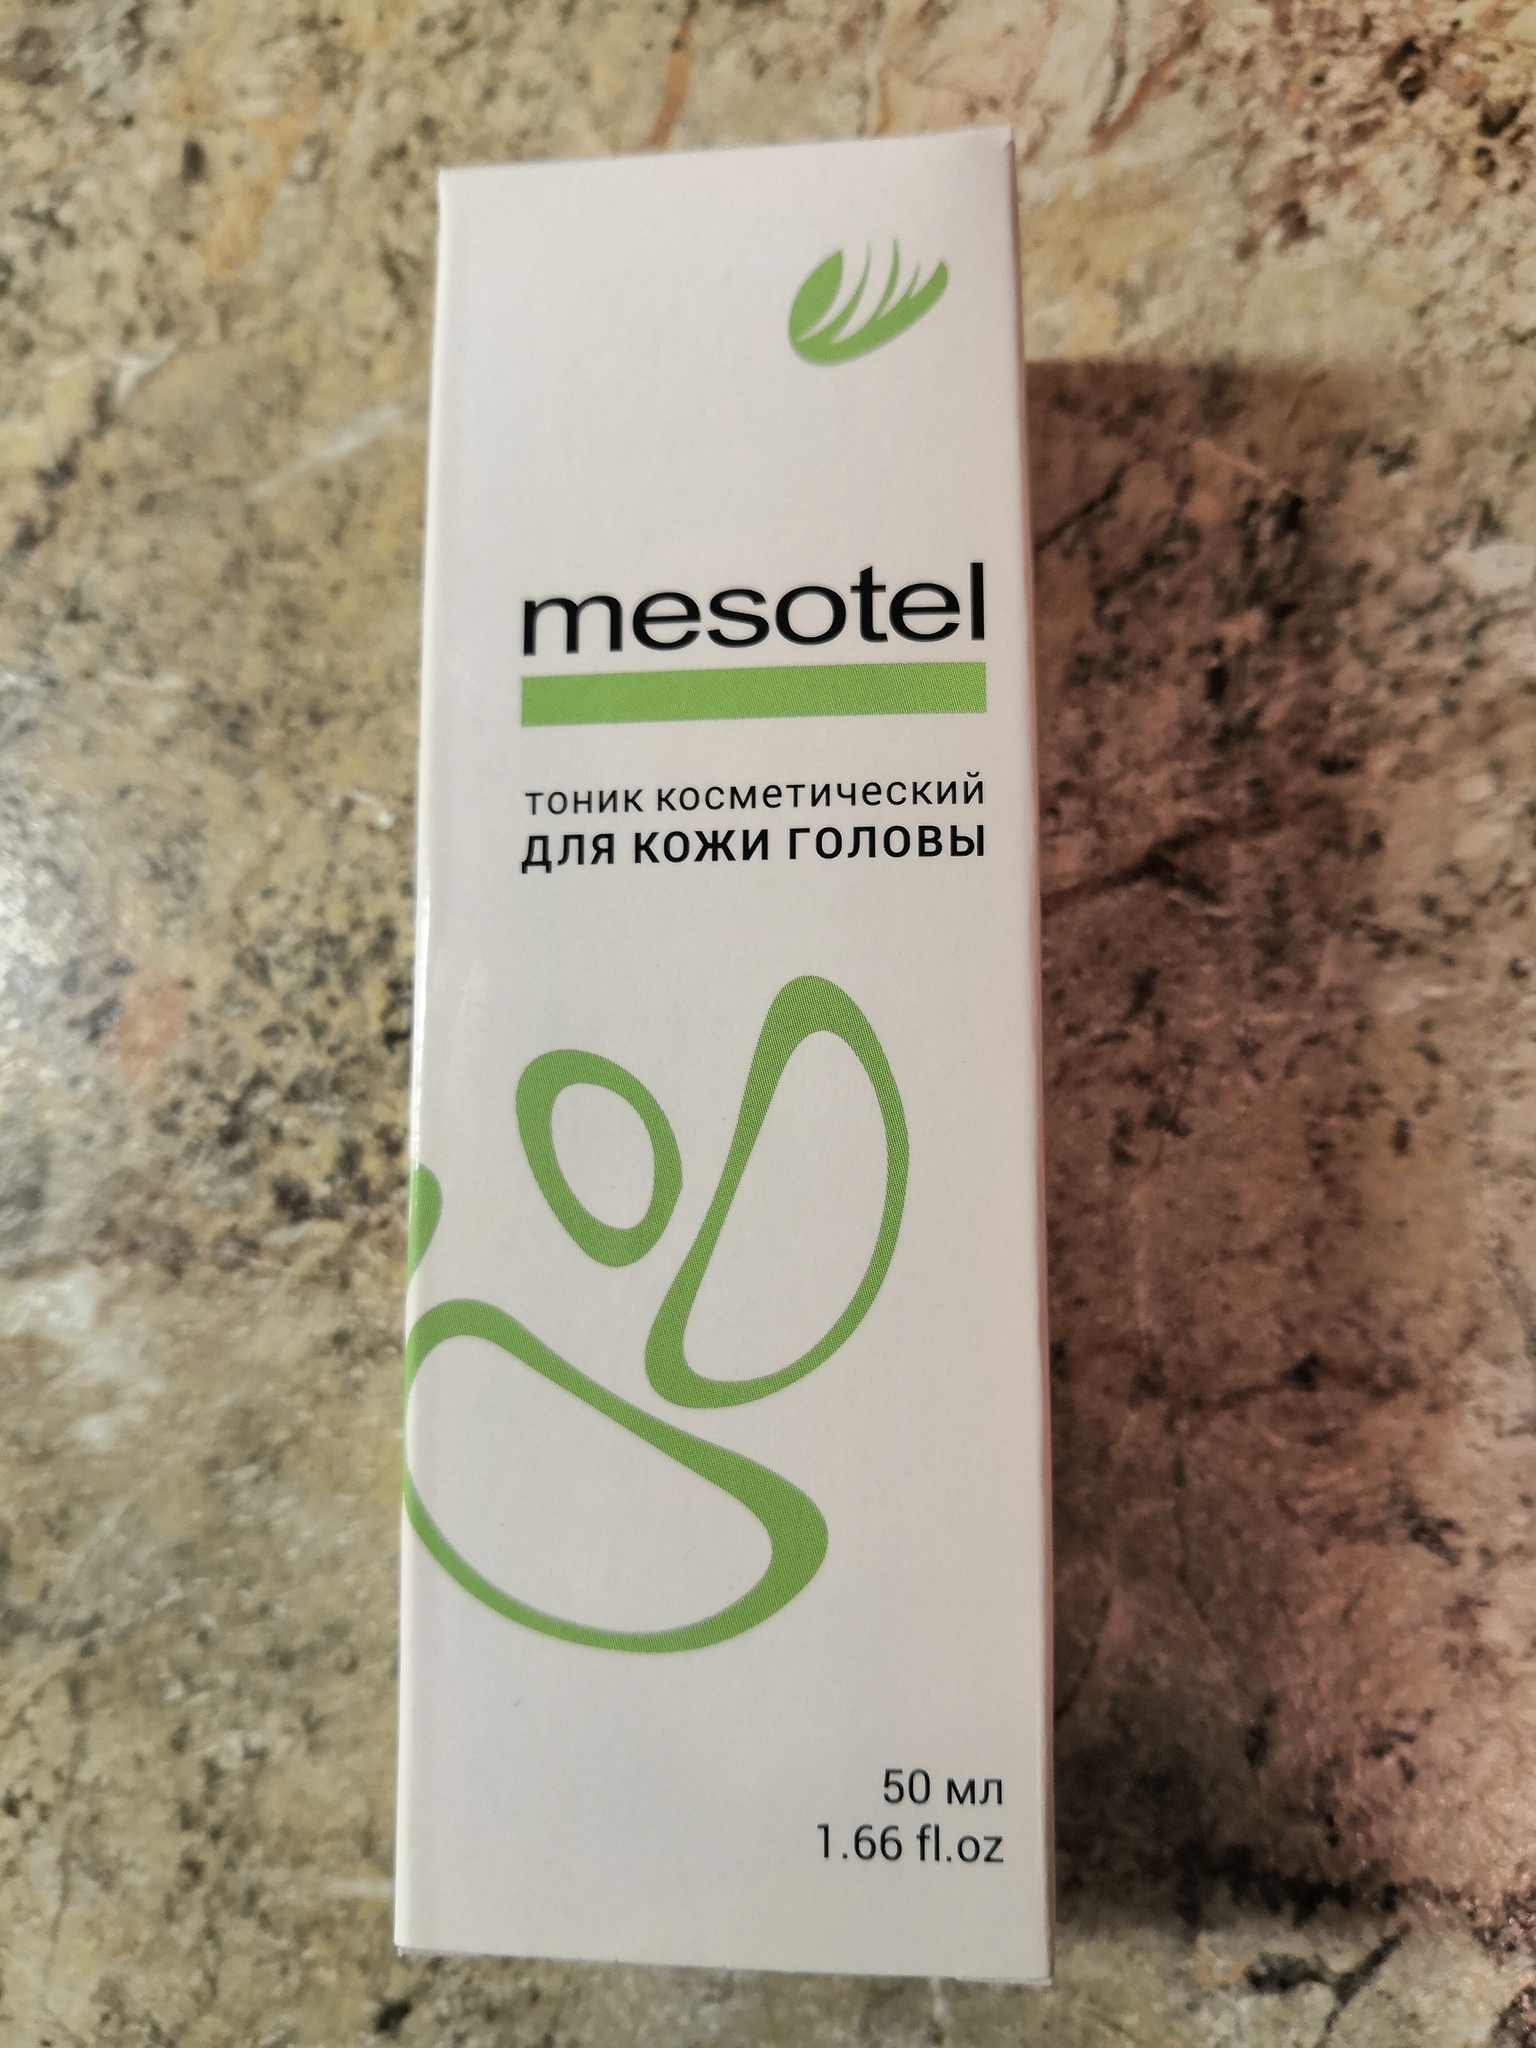 mesotel
тоник косметический
для кожи головы
50 мл
1.66 fl.oz